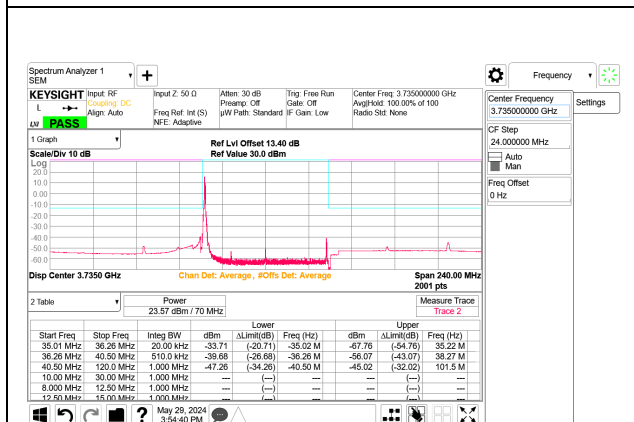 Spectrum Analyzer 1
SEM
Frequency
KEYSIGHT Input: RF Input Z: 50 Ω Atten: 30 dB Trig: Free Run Center Freq: 3.735000000 GHz
L Coupling: DC Preamp: Off Gate: Off Avg|Hold: 100.00% of 100
Align: Auto Freq Ref: Int (S) µW Path: Standard IF Gain: Low Radio Std: None
NFE: Adaptive
LNI PASS
Center Frequency
3.735000000 GHz
Settings
CF Step
24.000000 MHz
Auto
Man
Freq Offset
0 Hz
1 Graph
Ref Lvl Offset 13.40 dB
Scale/Div 10 dB Ref Value 30.0 dBm
Log
20.0
10.0
0.00
-10.0
-20.0
-30.0
-40.0
-50.0
-60.0
Disp Center 3.7350 GHz Chan Det: Average, #Offs Det: Average Span 240.00 MHz
2001 pts
2 Table Power Measure Trace
23.57 dBm / 70 MHz Trace 2
Lower Upper
Start Freq Stop Freq Integ BW dBm ΔLimit(dB) Freq (Hz) dBm ΔLimit(dB) Freq (Hz)
35.01 MHz 36.26 MHz 20.00 kHz -33.71 (-20.71) -35.02 M -67.76 (-54.76) 35.22 M
36.26 MHz 40.50 MHz 510.0 kHz -39.68 (-26.68) -36.26 M -56.07 (-43.07) 38.27 M
40.50 MHz 120.0 MHz 1.000 MHz -47.26 (-34.26) -40.50 M -45.02 (-32.02) 101.5 M
10.00 MHz 30.00 MHz 1.000 MHz --- (---) --- --- (---) ---
8.000 MHz 12.50 MHz 1.000 MHz --- (---) --- --- (---) ---
12.50 MHz 15.00 MHz 1.000 MHz --- (---) --- --- (---) ---
? May 29, 2024
3:54:40 PM